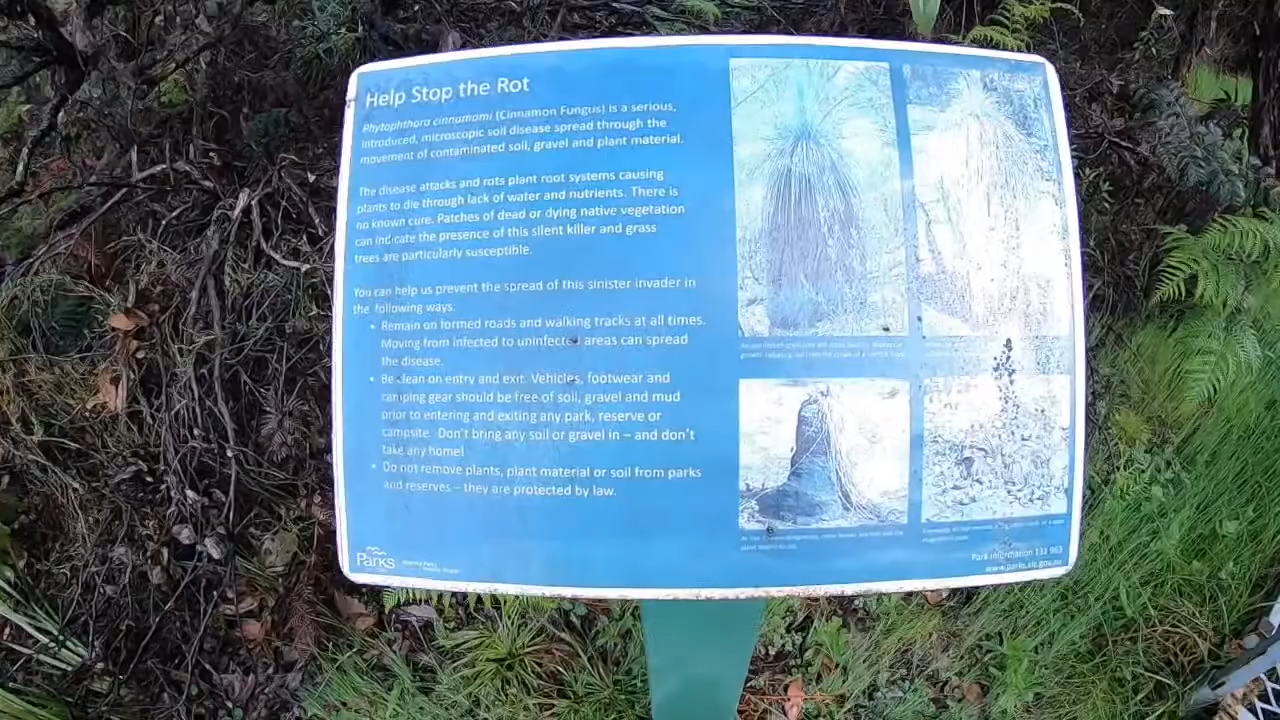 Help Stop the Rot
Phytophthora cinnamomi (Cinnamon Fungus) is a serious,
introduced, microscopic soil disease spread through the
movement of contaminated soil, gravel and plant material.
The disease attacks and rots plant root systems causing
plants to die through lack of water and nutrients. There is
no known cure. Patches of dead or dying native vegetation
can indicate the presence of this silent killer and grass
trees are particularly susceptible.
You can help us prevent the spread of this sinister invader in
the following ways:
• Remain on formed roads and walking tracks at all times.
Moving from infected to uninfected areas can spread
the disease.
• Be clean on entry and exit. Vehicles, footwear and
camping gear should be free of soil, gravel and mud
prior to entering and exiting any park, reserve or
campsite. Don't bring any soil or gravel in – and don't
take any home!
• Do not remove plants, plant material or soil from parks
and reserves – they are protected by law.
Parks
Healthy Parks
Healthy People
Park information 131 963
www.parks.vic.gov.au